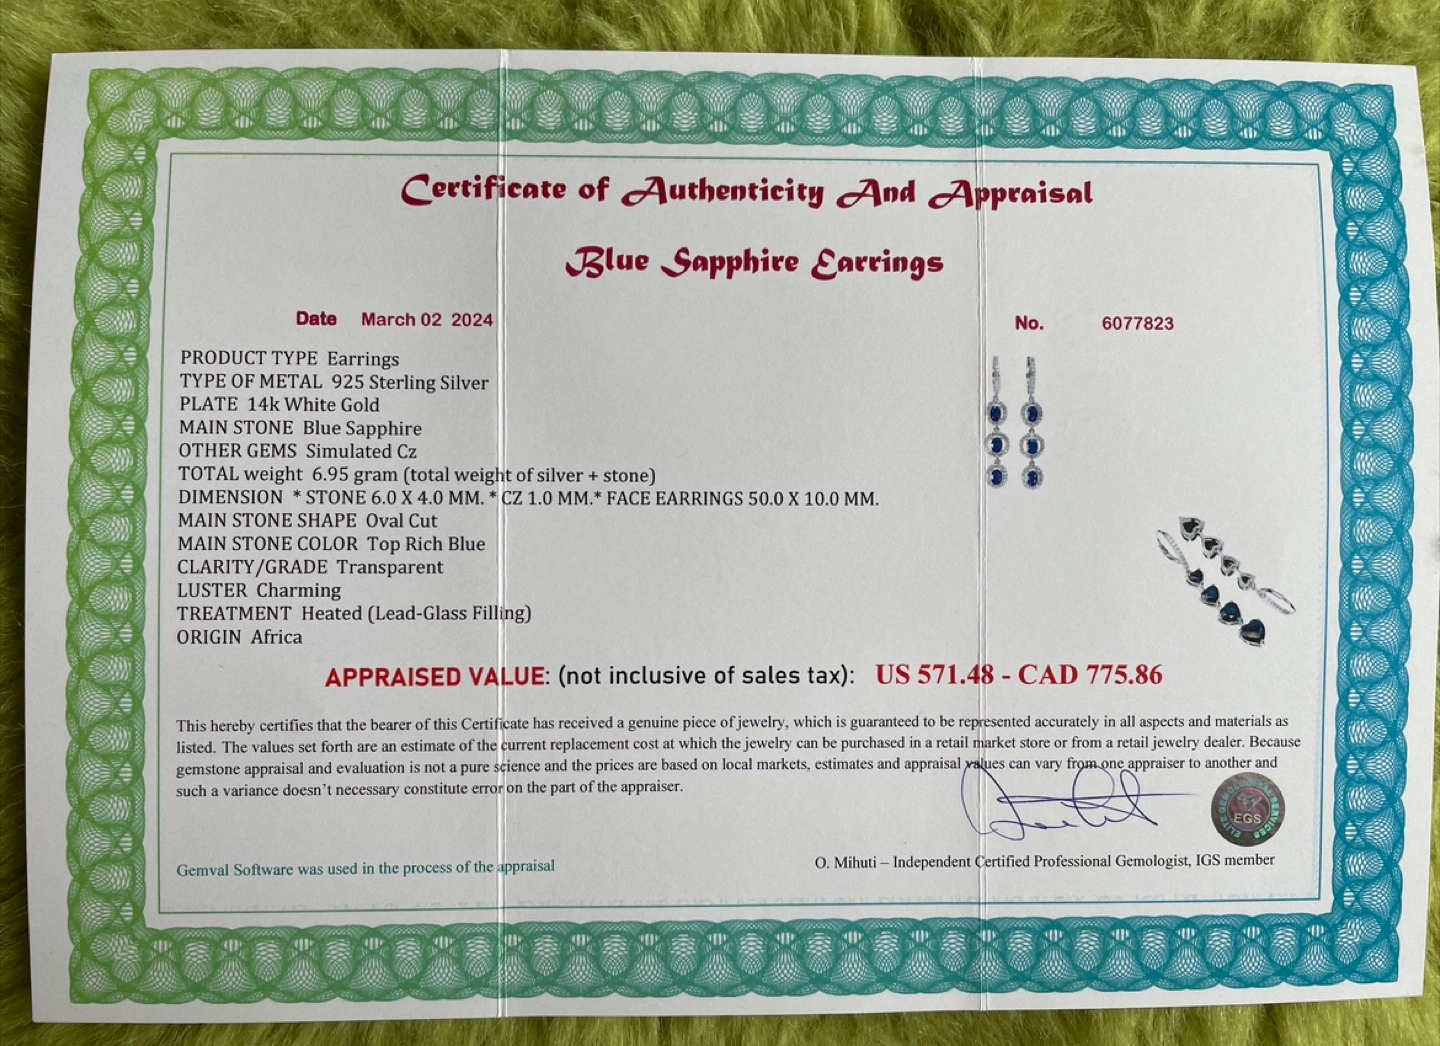 Certificate of Authenticity And Appraisal
Blue Sapphire Earrings
Date March 02 2024
No. 6077823
PRODUCT TYPE Earrings
TYPE OF METAL 925 Sterling Silver
PLATE 14k White Gold
MAIN STONE Blue Sapphire
OTHER GEMS Simulated Cz
TOTAL weight 6.95 gram (total weight of silver + stone)
DIMENSION * STONE 6.0 X 4.0 MM. * CZ 1.0 MM.* FACE EARRINGS 50.0 X 10.0 MM.
MAIN STONE SHAPE Oval Cut
MAIN STONE COLOR Top Rich Blue
CLARITY/GRADE Transparent
LUSTER Charming
TREATMENT Heated (Lead-Glass Filling)
ORIGIN Africa
APPRAISED VALUE: (not inclusive of sales tax): US 571.48 - CAD 775.86
This hereby certifies that the bearer of this Certificate has received a genuine piece of jewelry, which is guaranteed to be represented accurately in all aspects and materials as
listed. The values set forth are an estimate of the current replacement cost at which the jewelry can be purchased in a retail market store or from a retail jewelry dealer. Because
gemstone appraisal and evaluation is not a pure science and the prices are based on local markets, estimates and appraisal values can vary from one appraiser to another and
such a variance doesn't necessary constitute error on the part of the appraiser.
EGS
Gemval Software was used in the process of the appraisal
O. Mihuti – Independent Certified Professional Gemologist, IGS member